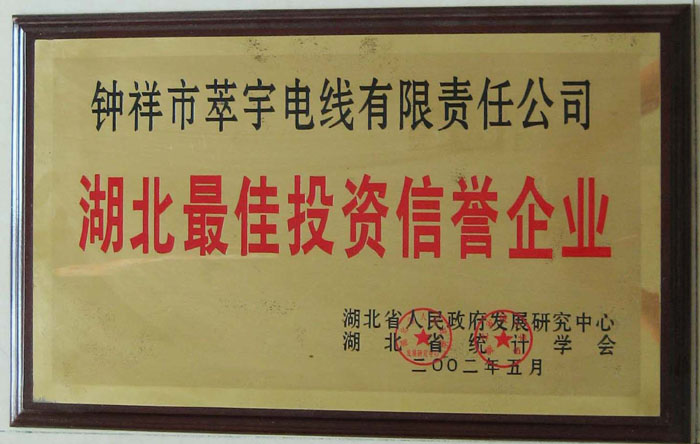 钟祥市萃宇电线有限责任公司
湖北最佳投资信誉企业
湖北省人民政府发展研究中心
湖北省统计学会
二00二年五月